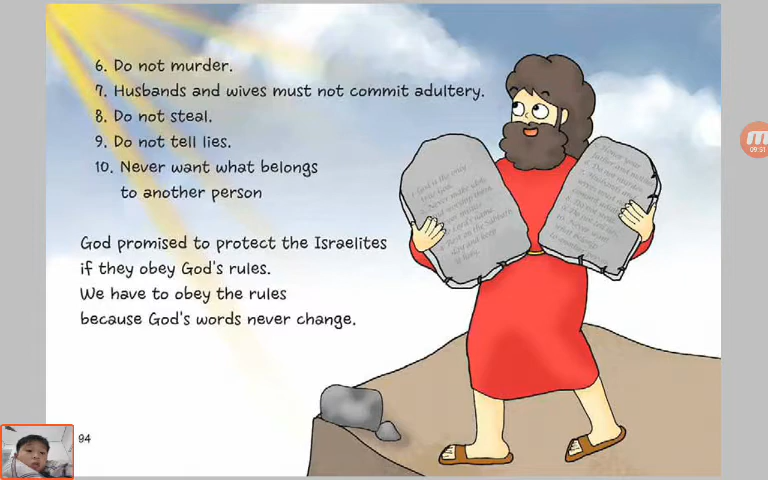 6. Do not murder.
7. Husbands and wives must not commit adultery.
8. Do not steal.
9. Do not tell lies.
10. Never want what belongs
to another person
God promised to protect the Israelites
if they obey God's rules.
We have to obey the rules
because God's words never change.
94
09:51